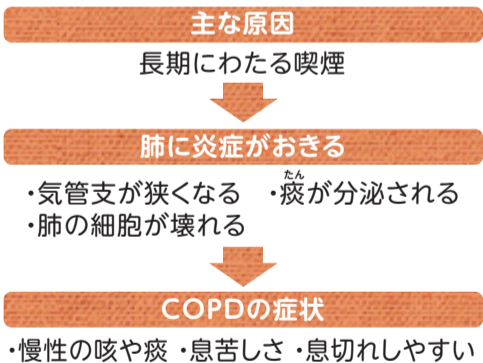 主な原因
長期にわたる喫煙
肺に炎症がおきる
・気管支が狭くなる ・痰が分泌される
たん
・肺の細胞が壊れる
COPDの症状
・慢性の咳や痰 ・息苦しさ ・息切れしやすい